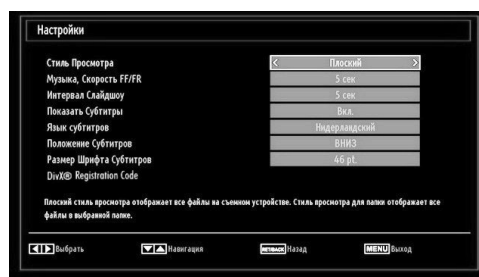 Настройки
Стиль Просмотра < Плоский >
Музыка, Скорость FF/FR 5 сек
Интервал Слайдшоу 5 сек
Показать Субтитры Вкл.
Язык субтитров Нидерландский
Положение Субтитров ВНИЗ
Размер Шрифта Субтитров 46 pt.
DivX® Registration Code
Плоский стиль просмотра отображает все файлы на съемном устройстве. Стиль просмотра для папки отображает все
файлы в выбранной папке.
Выбрать Навигация RET/BACK Назад MENU Выход